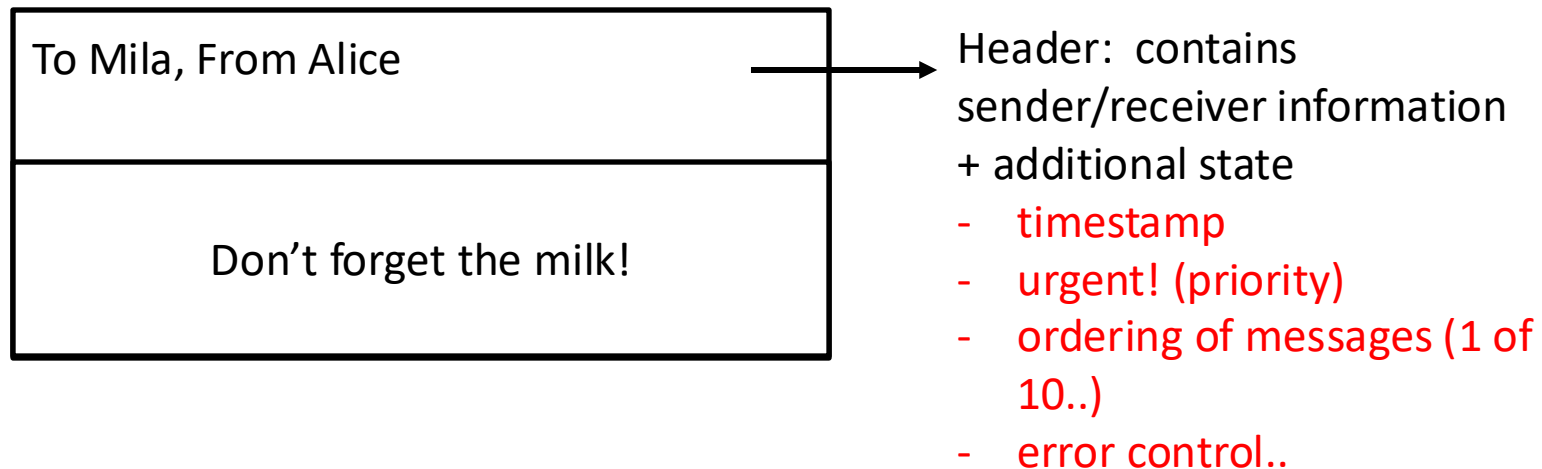 To Mila, From Alice
Don’t forget the milk!
Header:  contains
sender/receiver information
+ additional state
- timestamp
- urgent! (priority)
- ordering of messages (1 of
10..)
- error control..